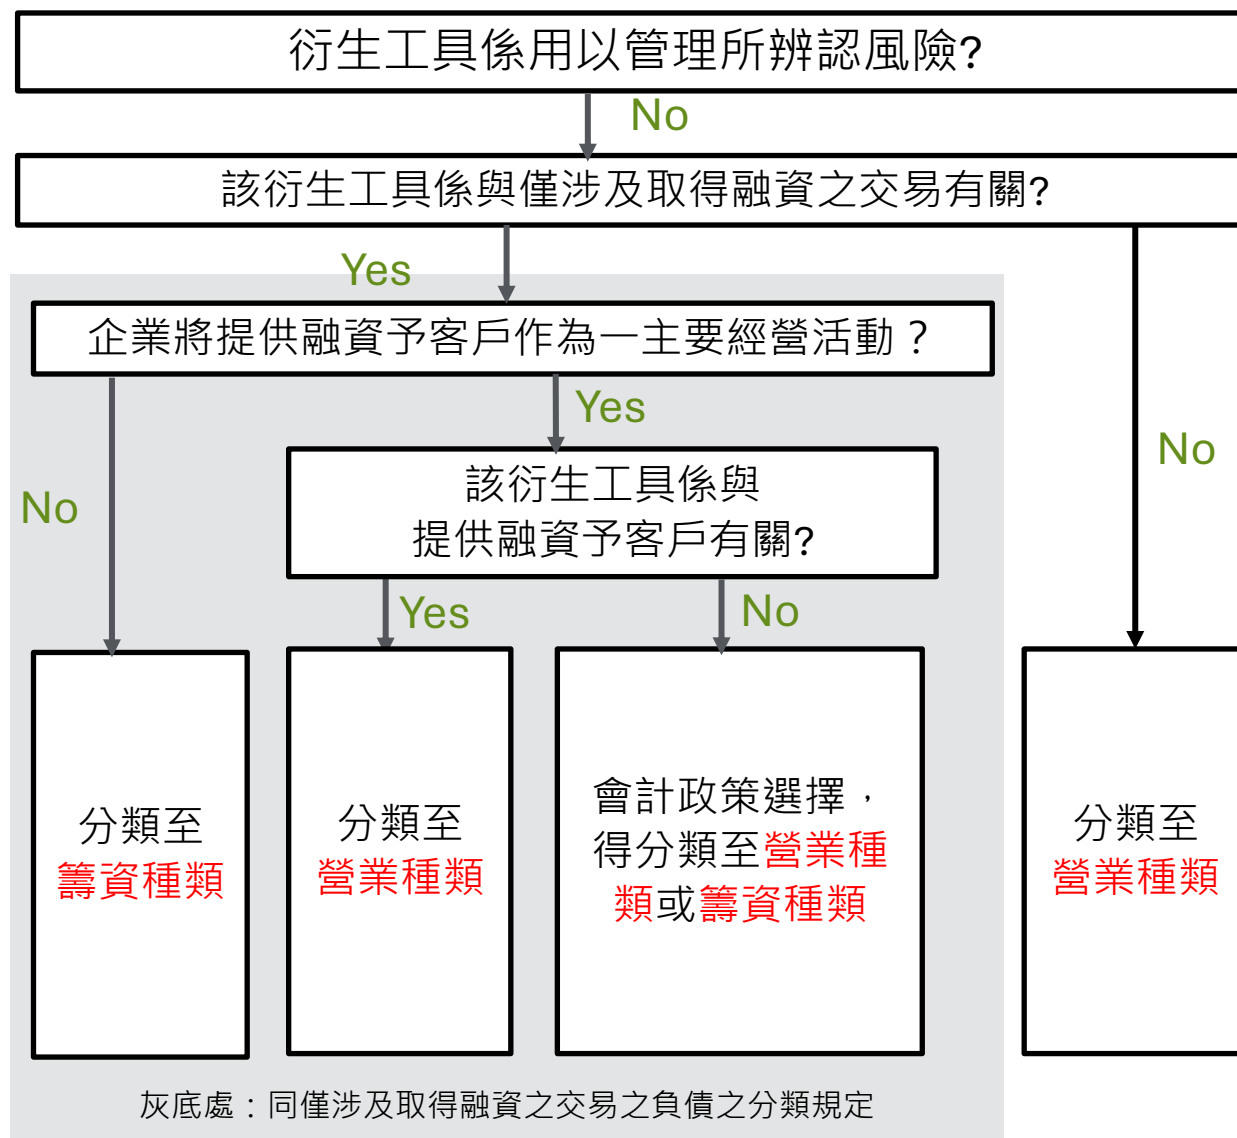 衍生工具係用以管理所辨認風險?
No
該衍生工具係與僅涉及取得融資之交易有關?
Yes
No
企業將提供融資予客戶作為一主要經營活動？
No
Yes
該衍生工具係與
提供融資予客戶有關?
Yes
No
分類至
籌資種類
分類至
營業種類
會計政策選擇，
得分類至營業種
類或籌資種類
分類至
營業種類
灰底處：同僅涉及取得融資之交易之負債之分類規定